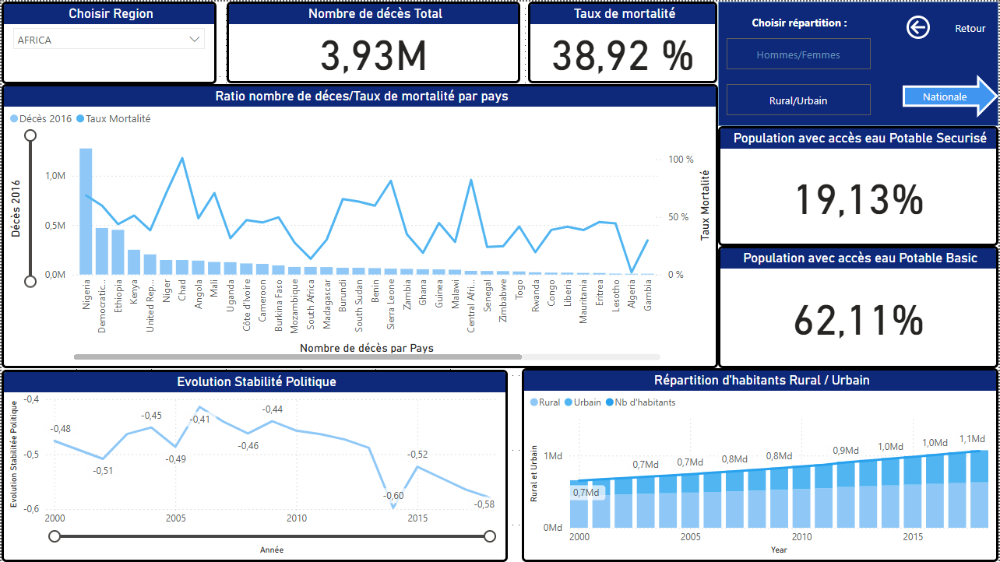 Choisir Region
AFRICA
Nombre de décès Total
3,93M
Taux de mortalité
38,92 %
Choisir répartition :
Retour
Hommes/Femmes
Rural/Urbain
Nationale
Ratio nombre de déces/Taux de mortalité par pays
Décès 2016
Taux Mortalité
Décès 2016
1,0M
0,5M
0,0M
100 %
50 %
0 %
Taux Mortalité
Nigeria
Democratic...
Ethiopia
Kenya
United Rep...
Niger
Chad
Angola
Mali
Uganda
Côte d'Ivoire
Cameroon
Burkina Faso
Mozambique
South Africa
Madagascar
Burundi
South Sudan
Benin
Sierra Leone
Zambia
Ghana
Guinea
Malawi
Central Afri...
Senegal
Zimbabwe
Togo
Rwanda
Congo
Liberia
Mauritania
Eritrea
Lesotho
Algeria
Gambia
Nombre de décès par Pays
Population avec accès eau Potable Securisé
19,13%
Population avec accès eau Potable Basic
62,11%
Evolution Stabilité Politique
Evolution Stabilitée Politique
-0,4
-0,5
-0,6
-0,48
-0,51
-0,45
-0,49
-0,41
-0,46
-0,44
-0,60
-0,52
-0,58
2000
2005
2010
2015
Année
Répartition d'habitants Rural / Urbain
Rural
Urbain
Nb d'habitants
Rural et Urbain
1Md
0Md
0,7Md
0,7Md
0,7Md
0,8Md
0,8Md
0,9Md
1,0Md
1,0Md
1,1Md
2000
2005
2010
2015
Year